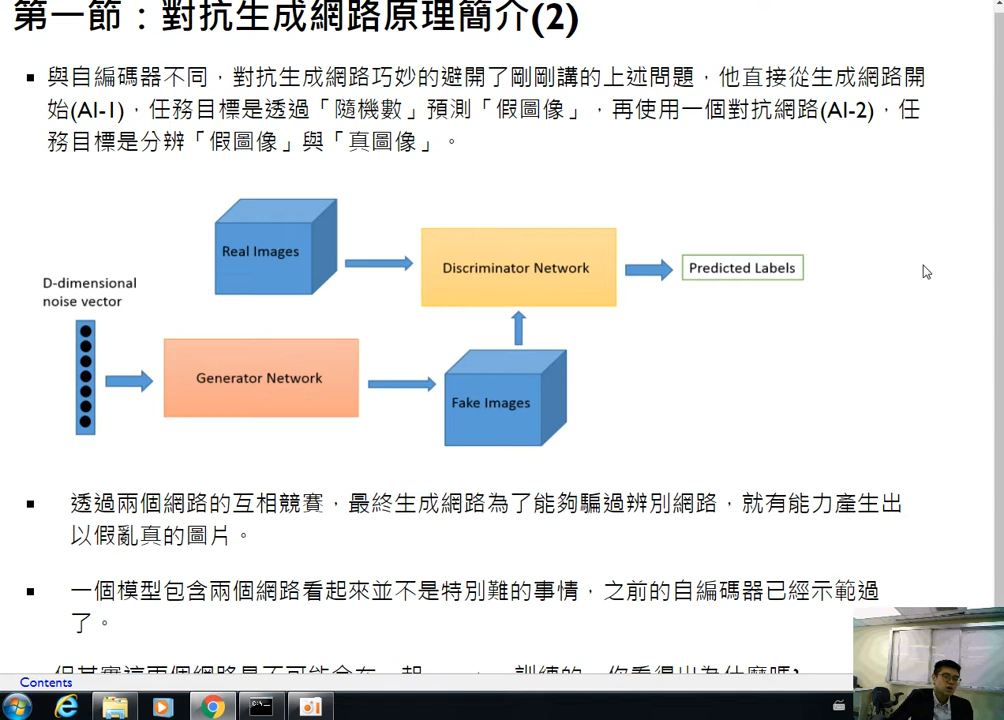 第一節：對抗生成網路原理簡介(2)
與自編碼器不同，對抗生成網路巧妙的避開了剛剛講的上述問題，他直接從生成網路開
始(AI-1)，任務目標是透過「隨機數」預測「假圖像」，再使用一個對抗網路(AI-2)，任
務目標是分辨「假圖像」與「真圖像」。
Real Images
Discriminator Network
Predicted Labels
D-dimensional
noise vector
Generator Network
Fake Images
透過兩個網路的互相競賽，最終生成網路為了能夠騙過辨別網路，就有能力產生出
以假亂真的圖片。
一個模型包含兩個網路看起來並不是特別難的事情，之前的自編碼器已經示範過
了。
Contents